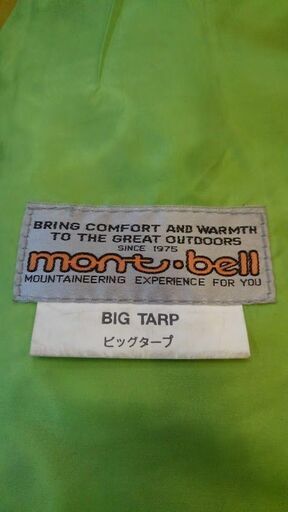 BRING COMFORT AND WARMTH
TO THE GREAT OUTDOORS
SINCE 1975
mont·bell
MOUNTAINEERING EXPERIENCE FOR YOU
BIG TARP
ビッグタープ